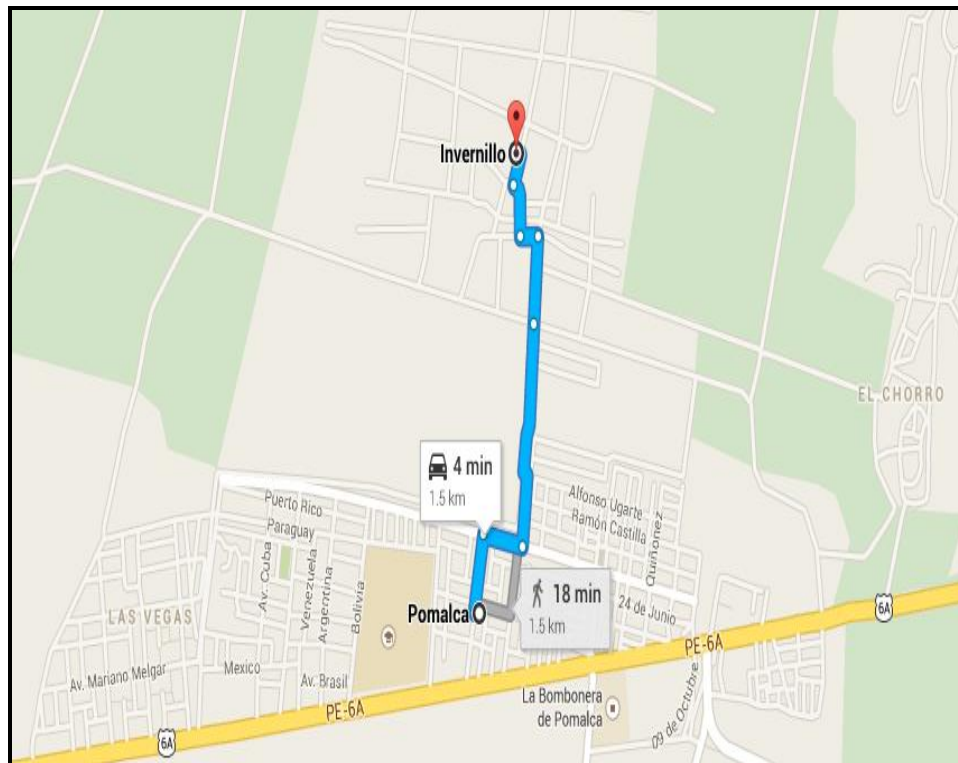 Invernillo
EL CHORRO
4 min
1.5 km
Puerto Rico
Paraguay
Alfonso Ugarte
Ramón Castilla
Quiñonez
Av. Cuba
Venezuela
Argentina
Bolivia
LAS VEGAS
Pomalca
18 min
1.5 km
24 de Junio
6A
PE-6A
Av. Mariano Melgar
Mexico
Av. Brasil
PE-6A
La Bombonera
de Pomalca
09 de Octubre
6A